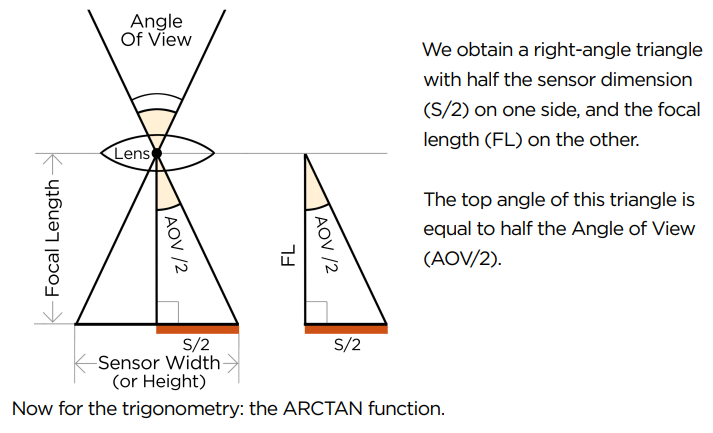 Angle
Of View
We obtain a right-angle triangle
with half the sensor dimension
(S/2) on one side, and the focal
length (FL) on the other.
The top angle of this triangle is
equal to half the Angle of View
(AOV/2).
Lens
Focal Length
AOV /2
FL
AOV /2
S/2
S/2
Sensor Width
(or Height)
Now for the trigonometry: the ARCTAN function.